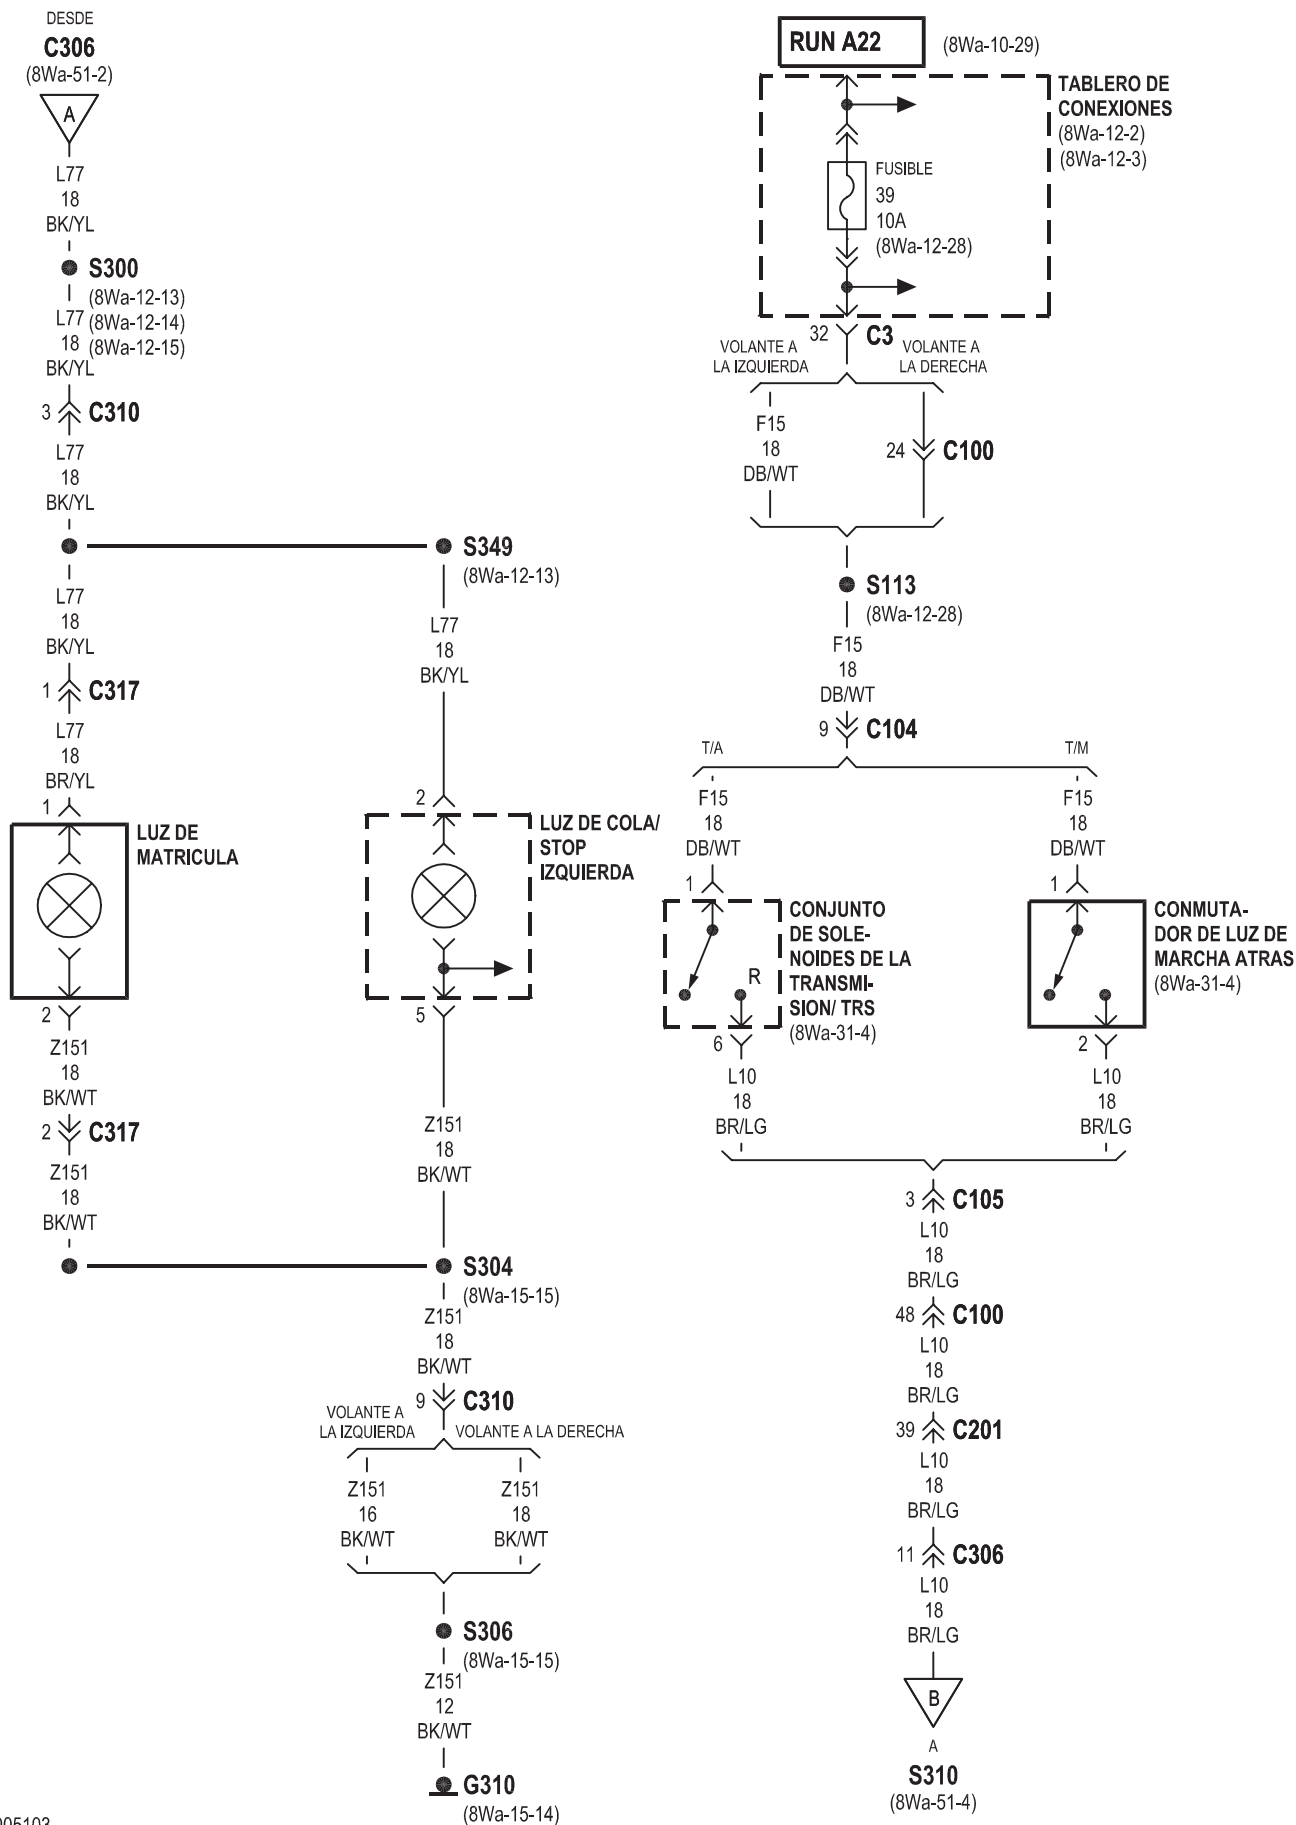 DESDE
C306
(8Wa-51-2)
A
L77
18
BK/YL
S300
(8Wa-12-13)
(8Wa-12-14)
(8Wa-12-15)
L77
18
BK/YL
3
C310
L77
18
BK/YL
S349
(8Wa-12-13)
L77
18
BK/YL
1
C317
L77
18
BR/YL
1
LUZ DE
MATRICULA
2
Z151
18
BK/WT
2
C317
Z151
18
BK/WT
L77
18
BK/YL
2
LUZ DE COLA/
STOP
IZQUIERDA
5
Z151
18
BK/WT
S304
(8Wa-15-15)
Z151
18
BK/WT
9
C310
VOLANTE A
LA IZQUIERDA
VOLANTE A LA DERECHA
Z151
16
BK/WT
Z151
18
BK/WT
S306
(8Wa-15-15)
Z151
12
BK/WT
G310
(8Wa-15-14)
RUN A22
(8Wa-10-29)
TABLERO DE
CONEXIONES
(8Wa-12-2)
(8Wa-12-3)
FUSIBLE
39
10A
(8Wa-12-28)
32
C3
VOLANTE A
LA IZQUIERDA
VOLANTE A
LA DERECHA
F15
18
DB/WT
24
C100
S113
(8Wa-12-28)
F15
18
DB/WT
9
C104
T/A
T/M
F15
18
DB/WT
1
CONJUNTO
DE SOLE-
NOIDES DE LA
TRANSMI-
SION/ TRS
(8Wa-31-4)
R
6
L10
18
BR/LG
F15
18
DB/WT
1
CONMUTA-
DOR DE LUZ DE
MARCHA ATRAS
(8Wa-31-4)
2
L10
18
BR/LG
3
C105
L10
18
BR/LG
48
C100
L10
18
BR/LG
39
C201
L10
18
BR/LG
11
C306
L10
18
BR/LG
B
A
S310
(8Wa-51-4)